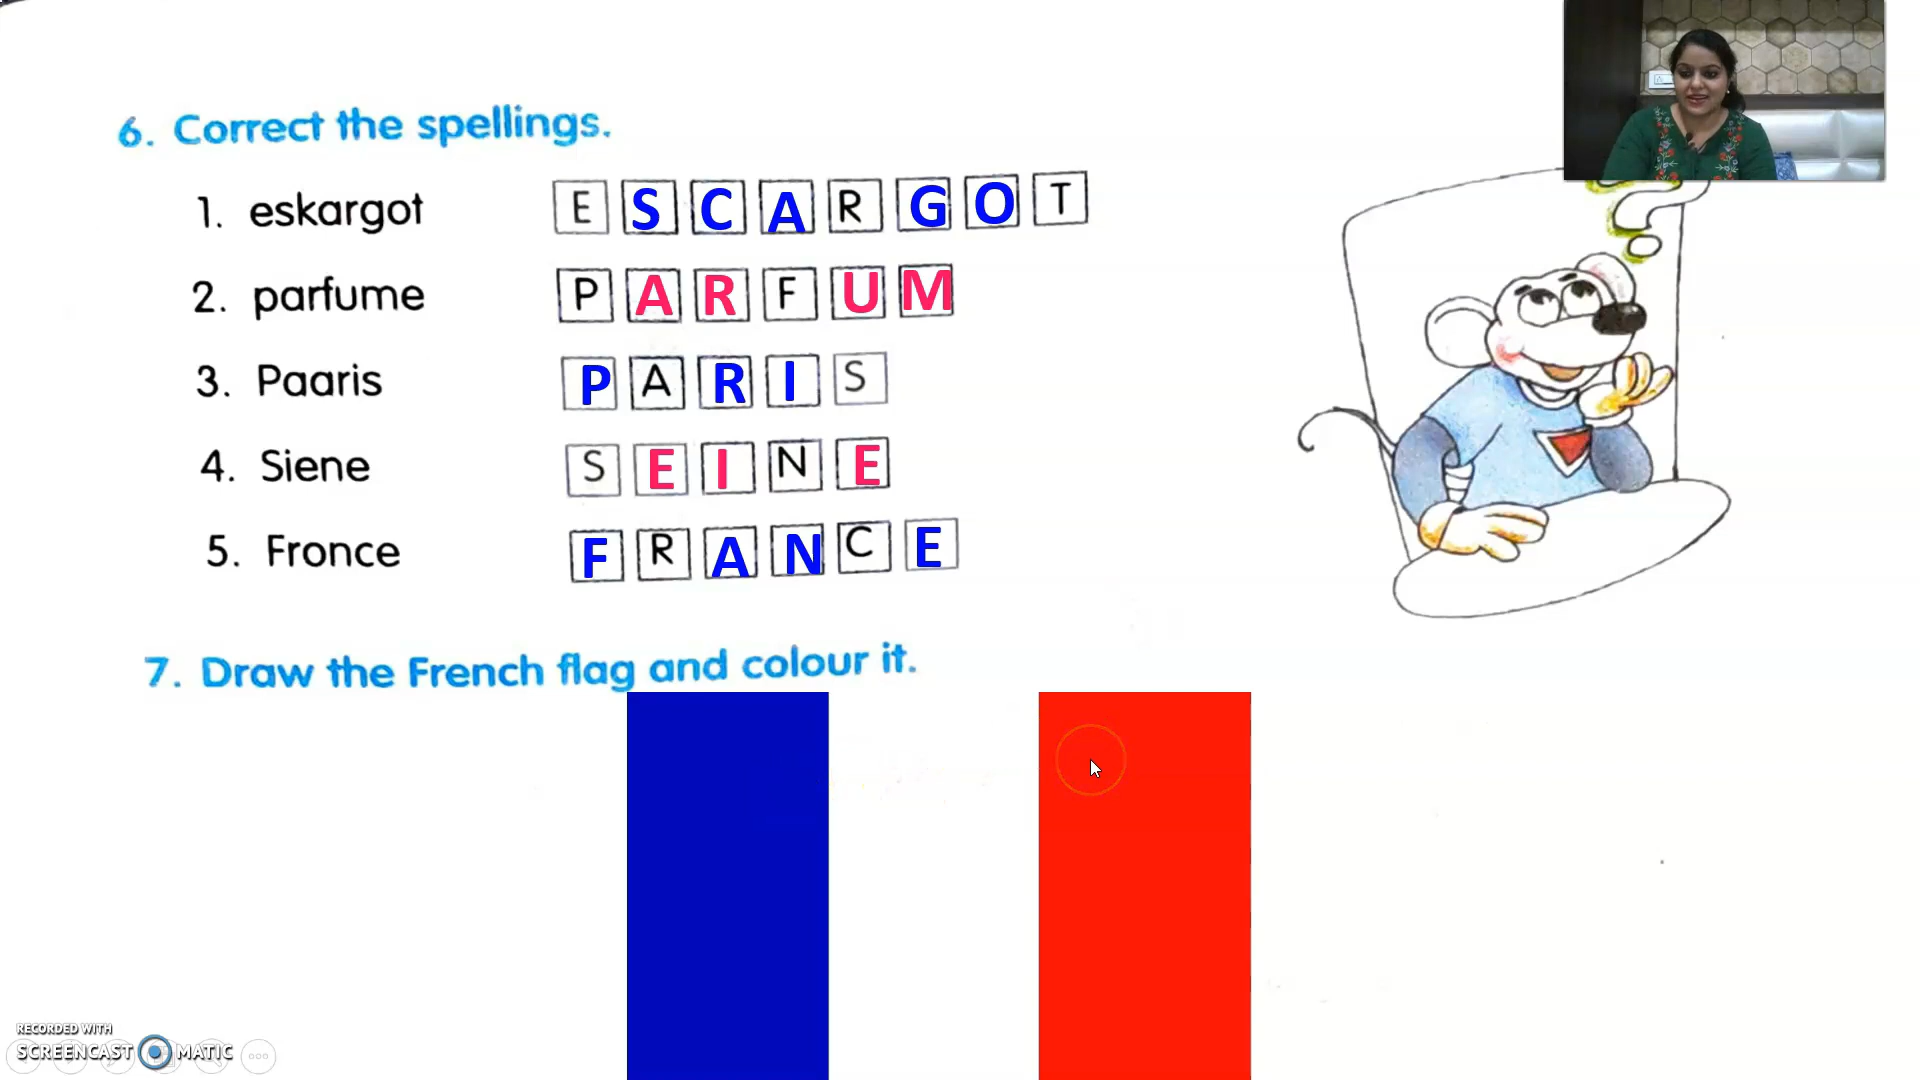 6. Correct the spellings.
1. eskargot E S C A R G O T
2. parfume P A R F U M
3. Paaris P A R I S
4. Siene S E I N E
5. Fronce F R A N C E
7. Draw the French flag and colour it.
RECORDED WITH
SCREENCAST MATIC